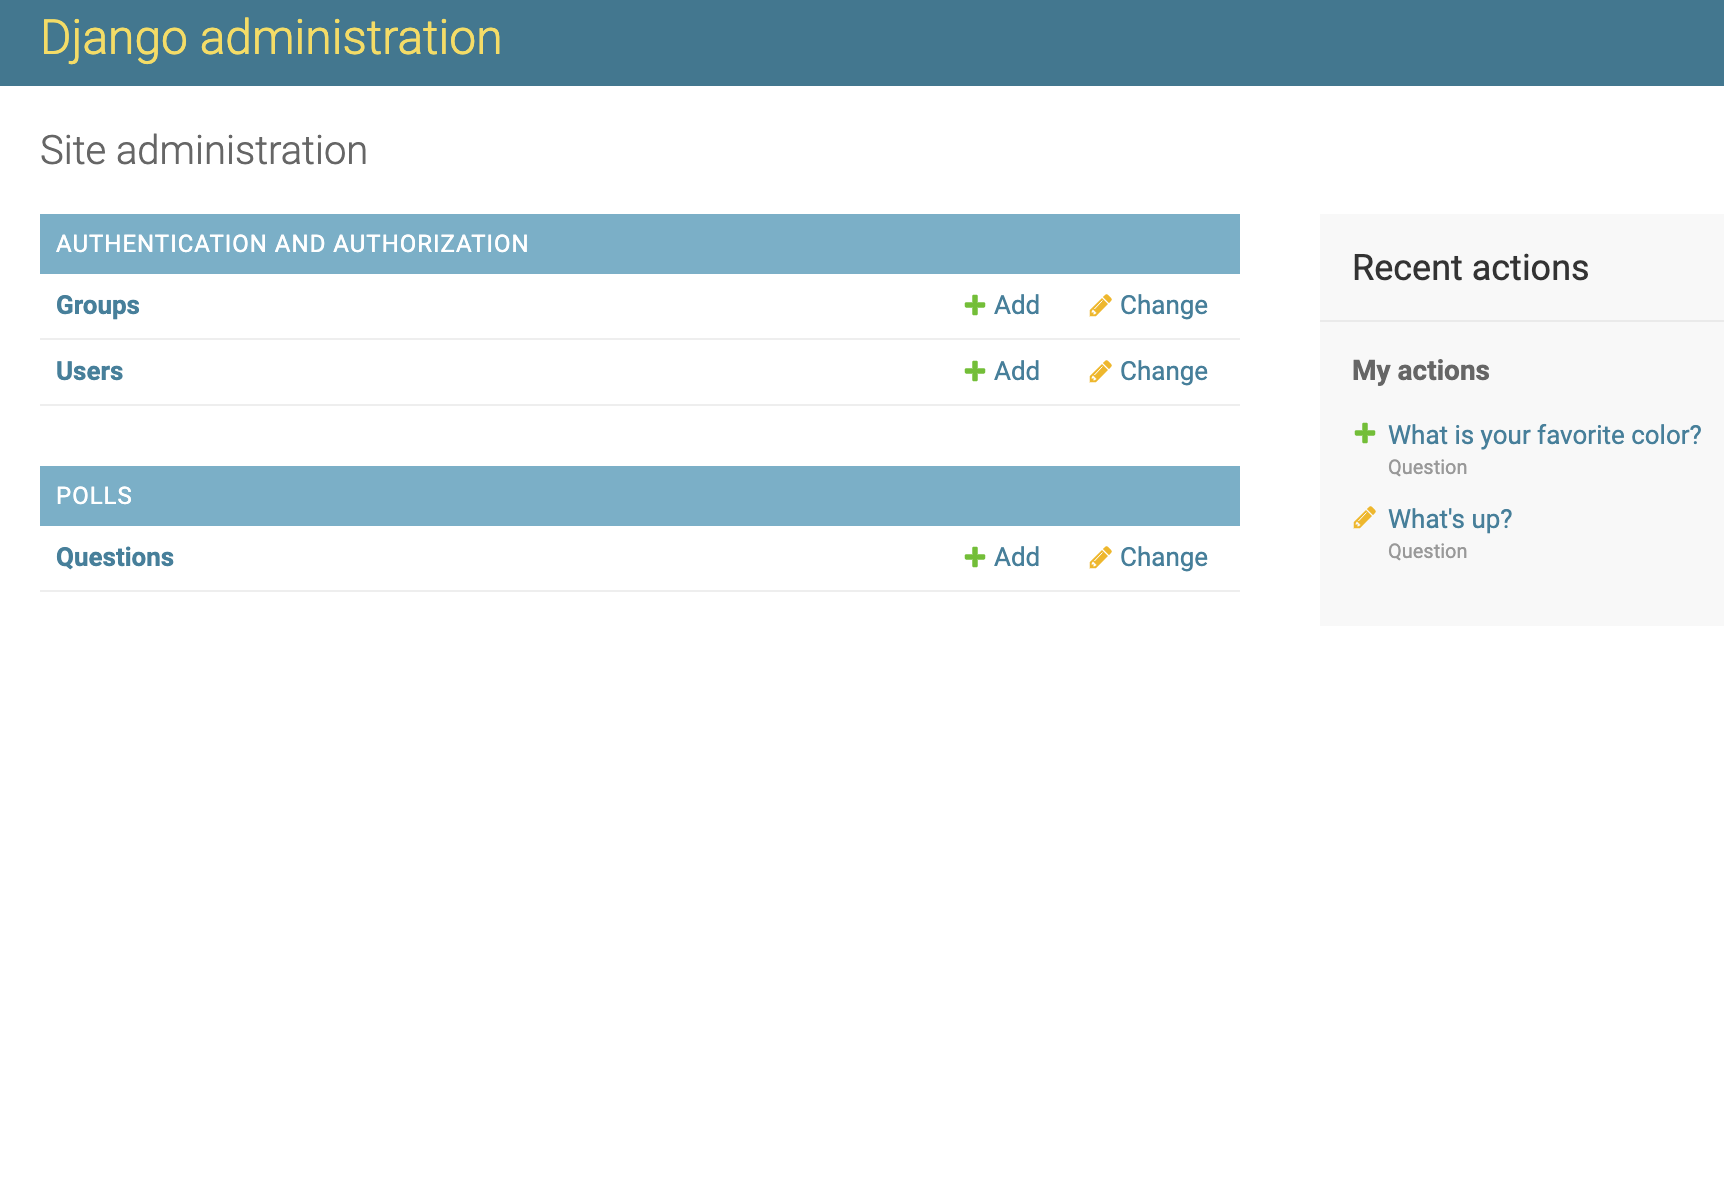 Django administration
Site administration
AUTHENTICATION AND AUTHORIZATION
Groups Add Change
Users Add Change
POLLS
Questions Add Change
Recent actions
My actions
What is your favorite color?
Question
What's up?
Question